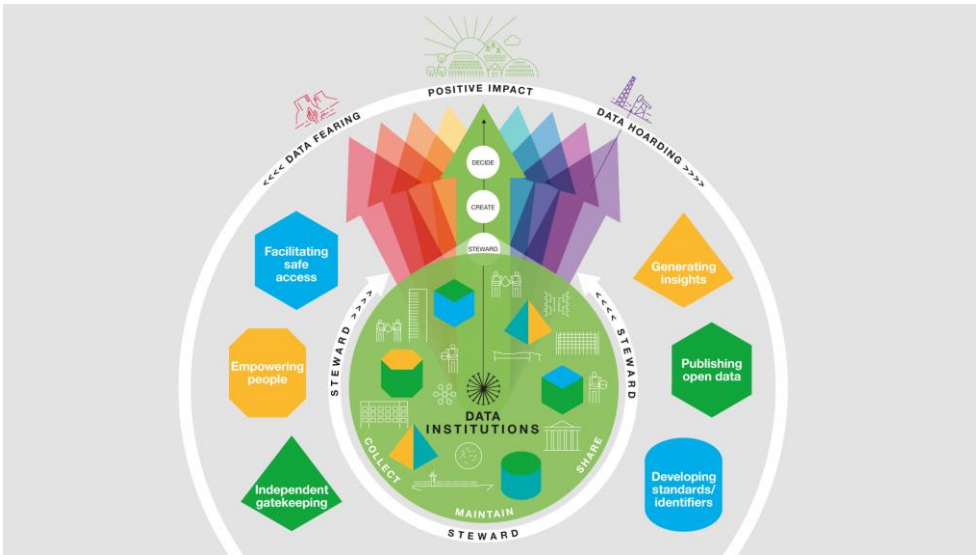 POSITIVE IMPACT
<<<< DATA FEARING
DATA HOARDING >>>>
DECIDE
CREATE
STEWARD
Facilitating
safe
access
Generating
insights
STEWARD >>>>
<<<< STEWARD
Empowering
people
Publishing
open data
DATA
INSTITUTIONS
COLLECT
MAINTAIN
SHARE
Independent
gatekeeping
Developing
standards/
identifiers
STEWARD